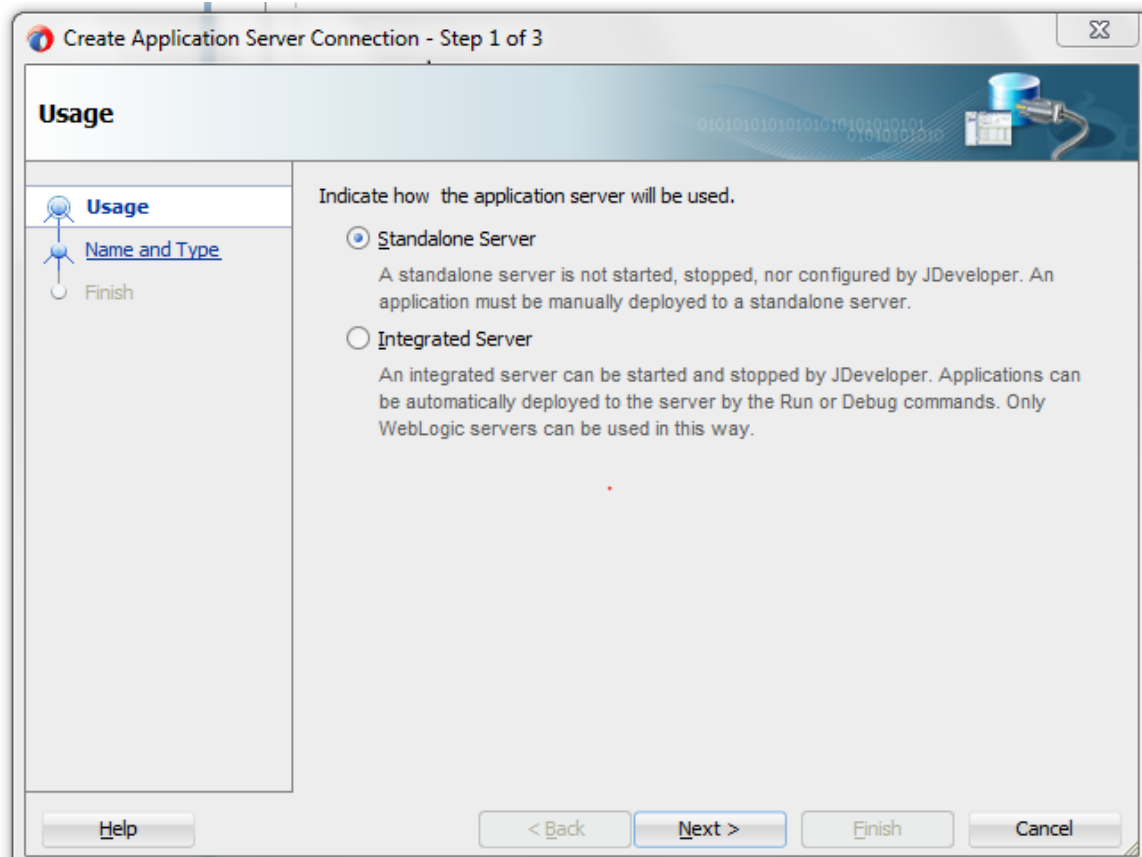 Create Application Server Connection - Step 1 of 3
Usage
010101010101010101010101
01010101010
Usage
Name and Type
Finish
Indicate how the application server will be used.
Standalone Server
A standalone server is not started, stopped, nor configured by JDeveloper. An
application must be manually deployed to a standalone server.
Integrated Server
An integrated server can be started and stopped by JDeveloper. Applications can
be automatically deployed to the server by the Run or Debug commands. Only
WebLogic servers can be used in this way.
Help
< Back
Next >
Finish
Cancel